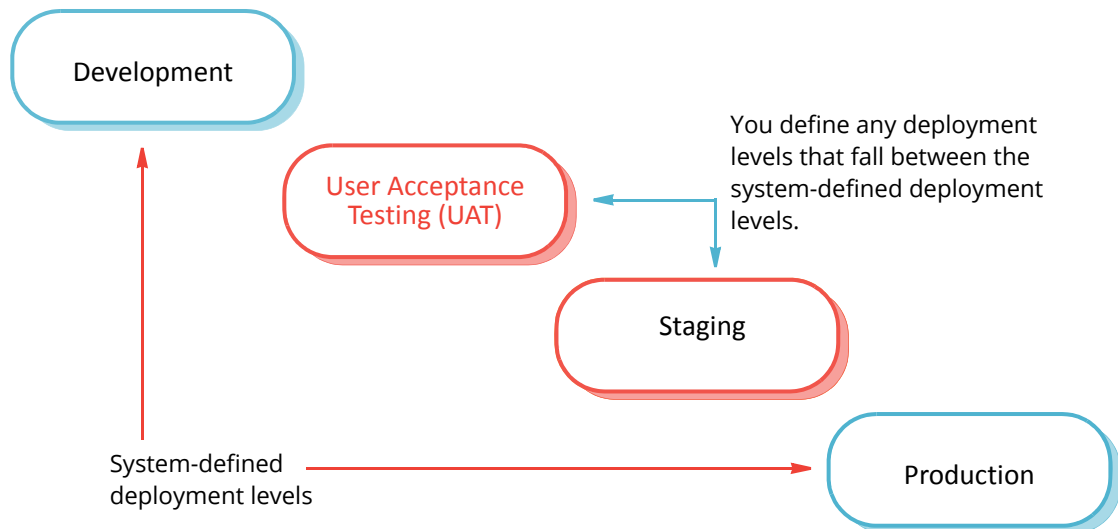 Development
You define any deployment
levels that fall between the
system-defined deployment
levels.
User Acceptance
Testing (UAT)
Staging
System-defined
deployment levels
Production